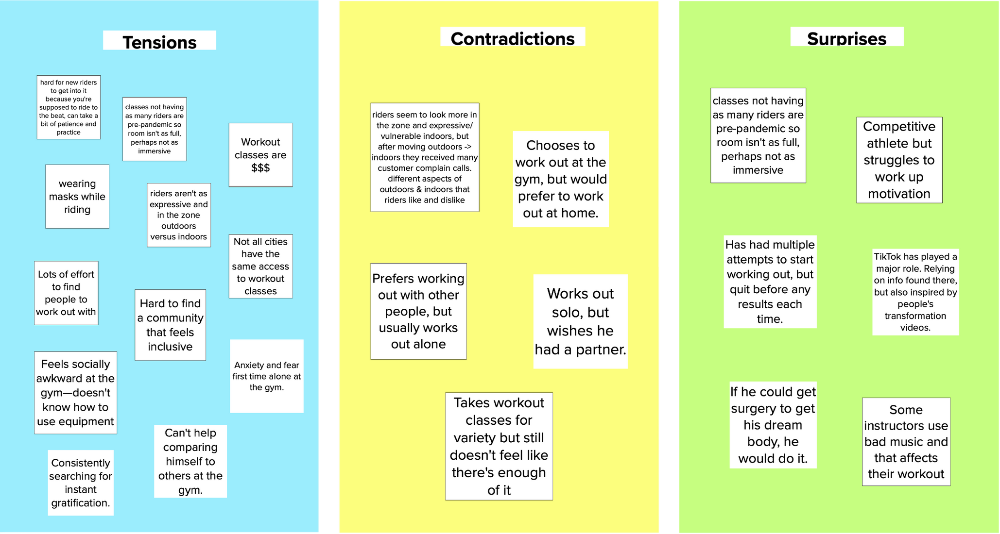 Tensions
hard for new riders
to get into it
because you're
supposed to ride to
the beat, can take a
bit of patience and
practice
classes not having
as many riders are
pre-pandemic so
room isn't as full,
perhaps not as
immersive
Workout
classes are
$$$
wearing
masks while
riding
riders aren't as
expressive and
in the zone
outdoors
versus indoors
Not all cities
have the
same access
to workout
classes
Lots of effort
to find
people to
work out with
Hard to find
a community
that feels
inclusive
Feels socially
awkward at the
gym—doesn't
know how to
use equipment
Anxiety and fear
first time alone at
the gym.
Can't help
comparing
himself to
others at the
gym.
Consistently
searching for
instant
gratification.
Contradictions
riders seem to look more in
the zone and expressive/
vulnerable indoors, but
after moving outdoors ->
indoors they received many
customer complain calls.
different aspects of
outdoors & indoors that
riders like and dislike
Chooses to
work out at the
gym, but would
prefer to work
out at home.
Prefers working
out with other
people, but
usually works
out alone
Works out
solo, but
wishes he
had a partner.
Takes workout
classes for
variety but still
doesn't feel like
there's enough
of it
Surprises
classes not having
as many riders are
pre-pandemic so
room isn't as full,
perhaps not as
immersive
Competitive
athlete but
struggles to
work up
motivation
Has had multiple
attempts to start
working out, but
quit before any
results each
time.
TikTok has played a
major role. Relying
on info found there,
but also inspired by
people's
transformation
videos.
If he could get
surgery to get
his dream
body, he
would do it.
Some
instructors use
bad music and
that affects
their workout